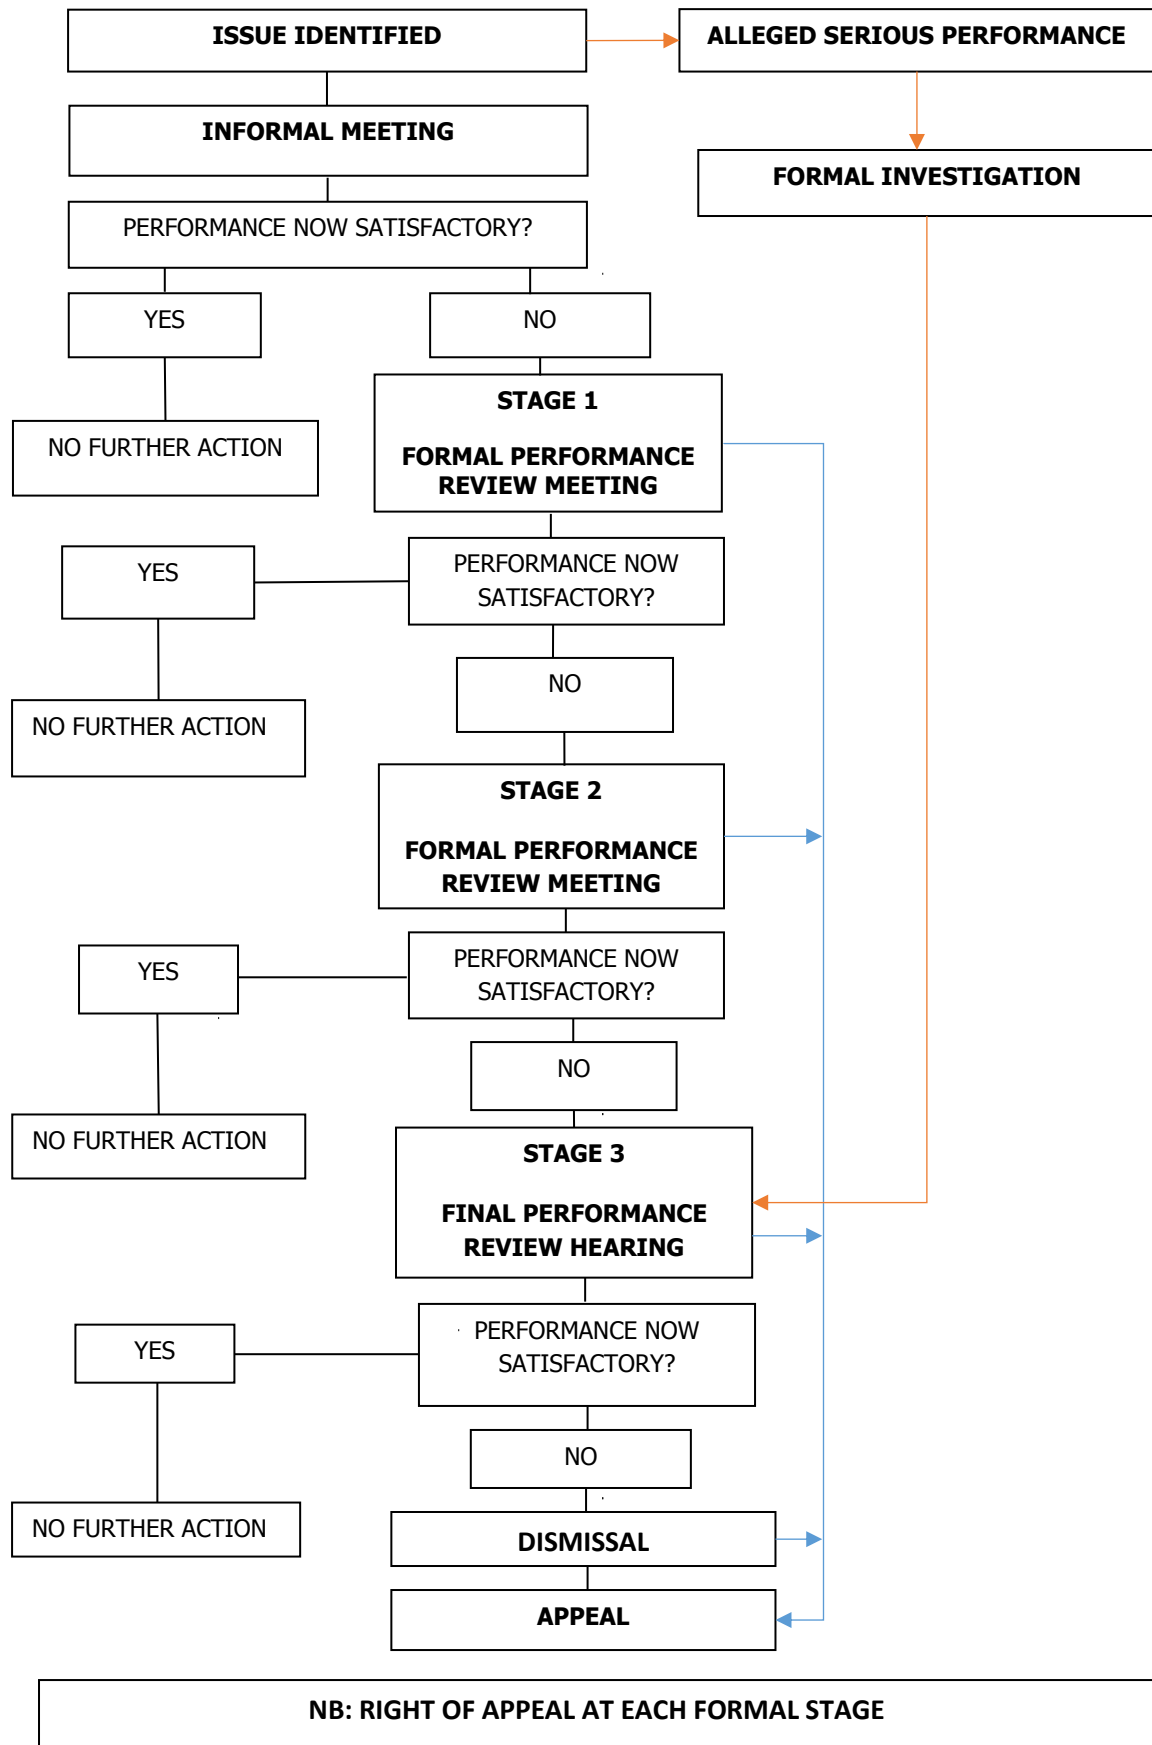 ISSUE IDENTIFIED
ALLEGED SERIOUS PERFORMANCE
INFORMAL MEETING
FORMAL INVESTIGATION
PERFORMANCE NOW SATISFACTORY?
YES
NO
NO FURTHER ACTION
STAGE 1
FORMAL PERFORMANCE
REVIEW MEETING
YES
PERFORMANCE NOW
SATISFACTORY?
NO
NO FURTHER ACTION
STAGE 2
FORMAL PERFORMANCE
REVIEW MEETING
YES
PERFORMANCE NOW
SATISFACTORY?
NO
NO FURTHER ACTION
STAGE 3
FINAL PERFORMANCE
REVIEW HEARING
YES
PERFORMANCE NOW
SATISFACTORY?
NO
NO FURTHER ACTION
DISMISSAL
APPEAL
NB: RIGHT OF APPEAL AT EACH FORMAL STAGE